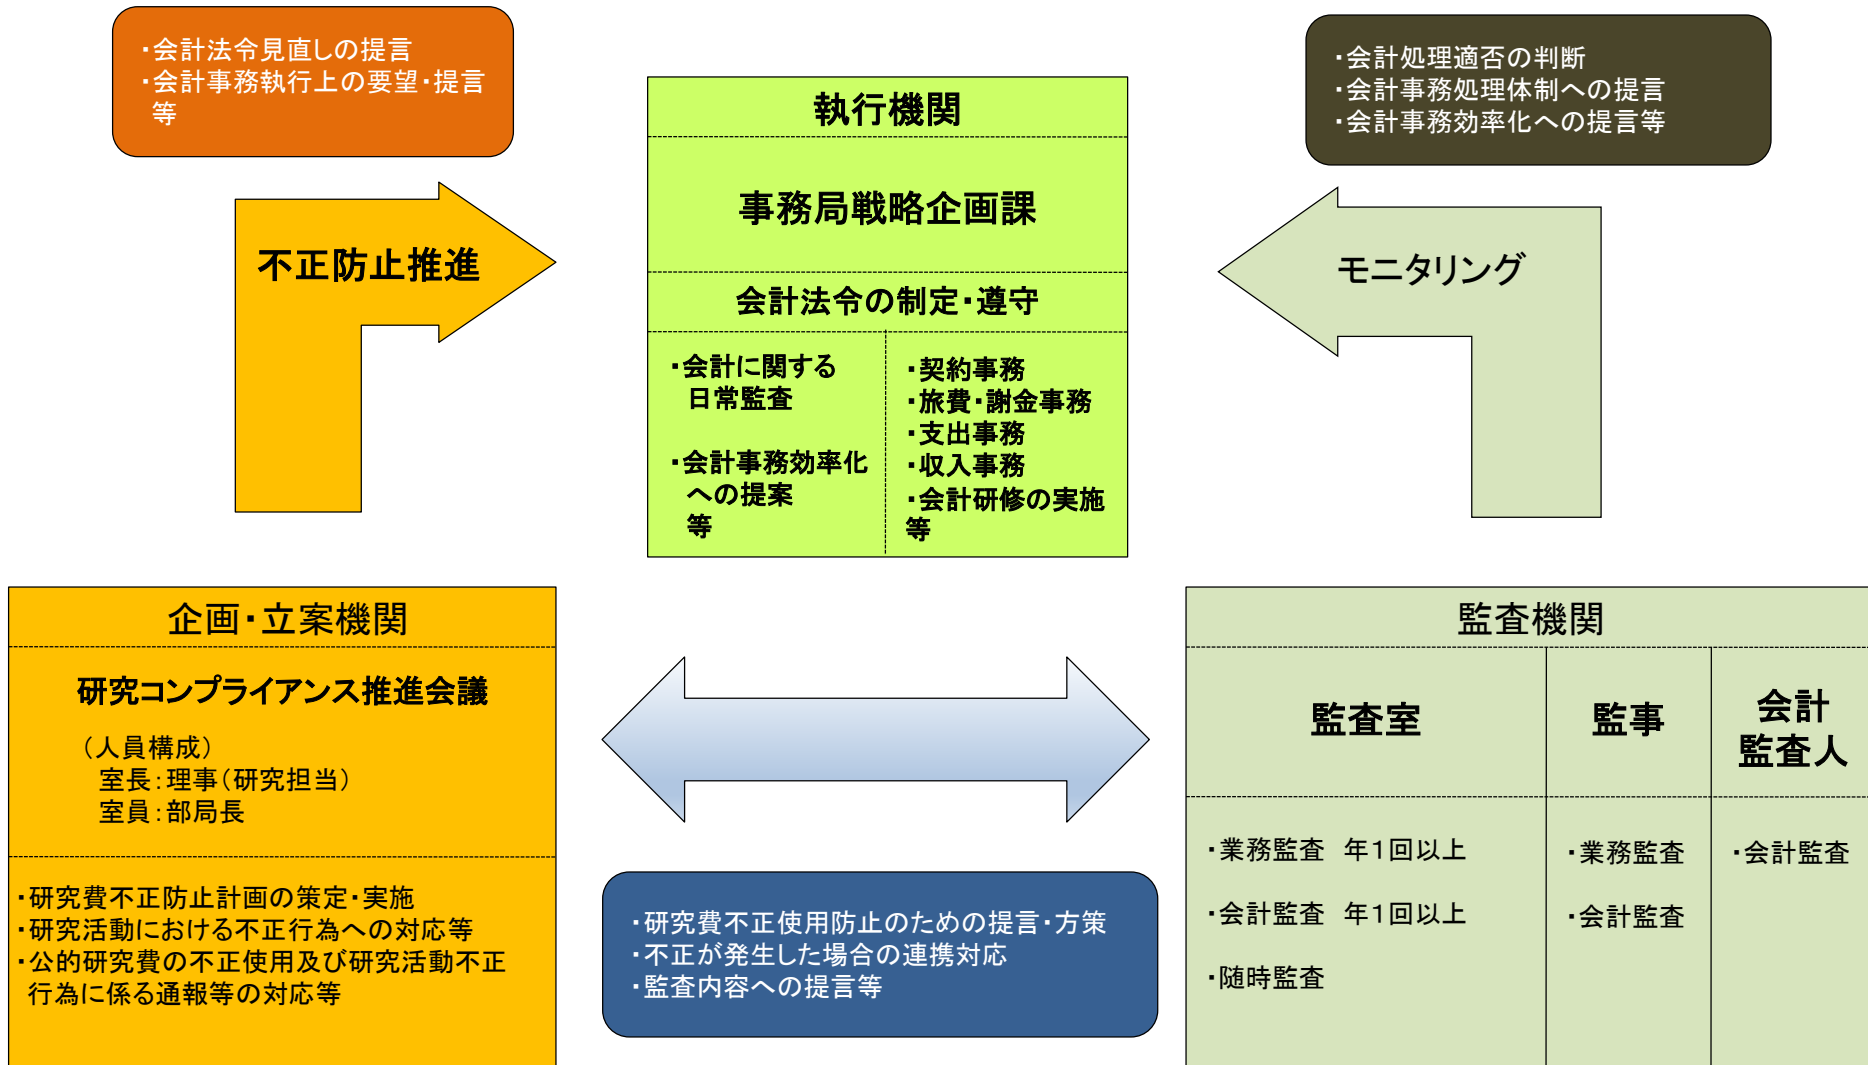 ・会計法令見直しの提言
・会計事務執行上の要望・提言
等
・会計処理適否の判断
・会計事務処理体制への提言
・会計事務効率化への提言等
執行機関
事務局戦略企画課
会計法令の制定・遵守
・会計に関する
日常監査
・会計事務効率化
への提案
等
・契約事務
・旅費・謝金事務
・支出事務
・収入事務
・会計研修の実施
等
不正防止推進
モニタリング
企画・立案機関
研究コンプライアンス推進会議
（人員構成）
室長：理事（研究担当）
室員：部局長
・研究費不正防止計画の策定・実施
・研究活動における不正行為への対応等
・公的研究費の不正使用及び研究活動不正
行為に係る通報等の対応等
・研究費不正使用防止のための提言・方策
・不正が発生した場合の連携対応
・監査内容への提言等
監査機関
監査室
監事
会計
監査人
・業務監査　年１回以上
・会計監査　年１回以上
・随時監査
・業務監査
・会計監査
・会計監査